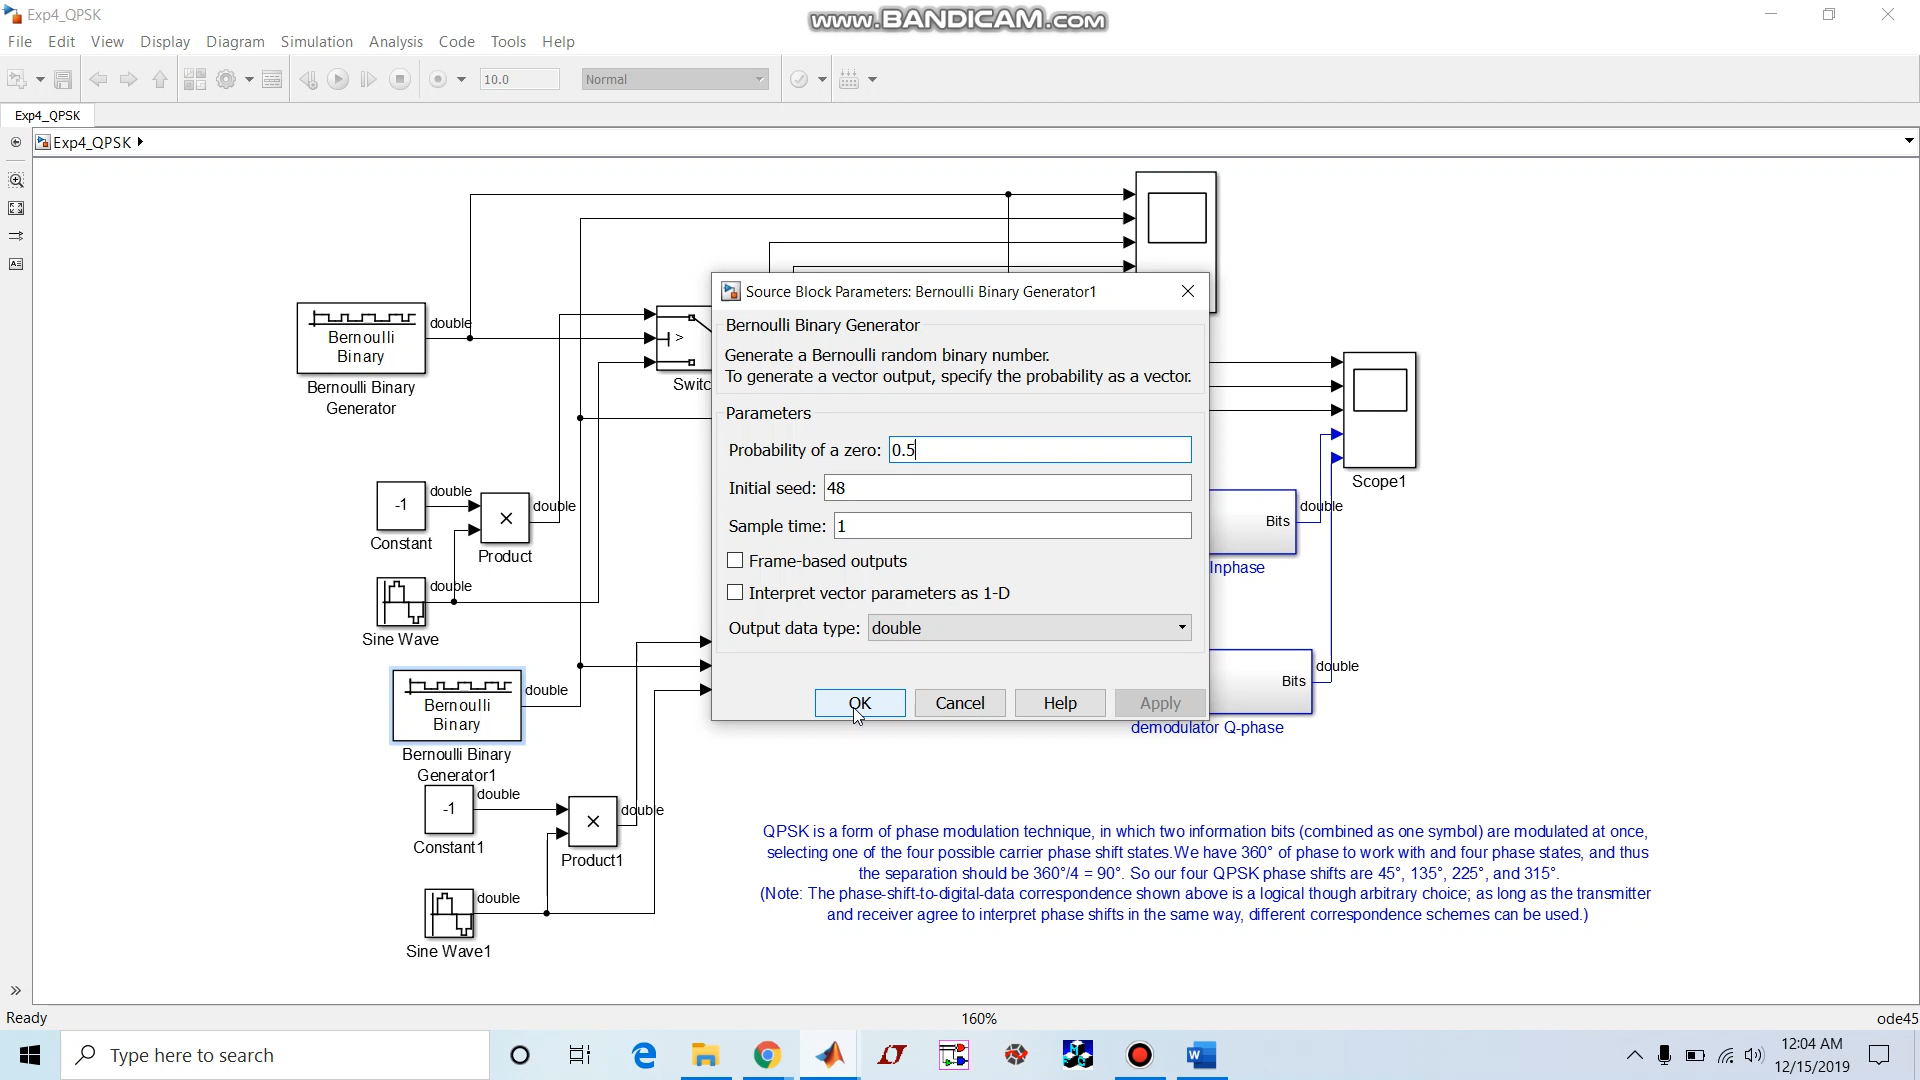 Exp4_QPSK
www.BANDICAM.com
File Edit View Display Diagram Simulation Analysis Code Tools Help
10.0
Normal
Exp4_QPSK
Exp4_QPSK
Bernoulli
Binary
double
Bernoulli Binary
Generator
>
Switc
-1
double
Constant
×
double
Product
double
Sine Wave
Bernoulli
Binary
double
Bernoulli Binary
Generator1
-1
double
Constant1
×
double
Product1
double
Sine Wave1
Source Block Parameters: Bernoulli Binary Generator1
Bernoulli Binary Generator
Generate a Bernoulli random binary number.
To generate a vector output, specify the probability as a vector.
Parameters
Probability of a zero: 0.5
Initial seed: 48
Sample time: 1
Frame-based outputs
Interpret vector parameters as 1-D
Output data type: double
OK Cancel Help Apply
Scope1
Bits
double
Inphase
Bits
double
demodulator Q-phase
QPSK is a form of phase modulation technique, in which two information bits (combined as one symbol) are modulated at once,
selecting one of the four possible carrier phase shift states.We have 360° of phase to work with and four phase states, and thus
the separation should be 360°/4 = 90°. So our four QPSK phase shifts are 45°, 135°, 225°, and 315°.
(Note: The phase-shift-to-digital-data correspondence shown above is a logical though arbitrary choice; as long as the transmitter
and receiver agree to interpret phase shifts in the same way, different correspondence schemes can be used.)
Ready
160%
ode45
Type here to search
12:04 AM
12/15/2019